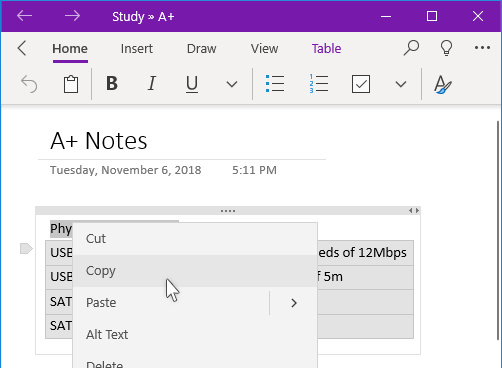 Study » A+
Home Insert Draw View Table
B I U
A+ Notes
Tuesday, November 6, 2018 5:11 PM
Phy
USB eds of 12Mbps
USB f 5m
SAT
SAT
Cut
Copy
Paste
Alt Text
Delete